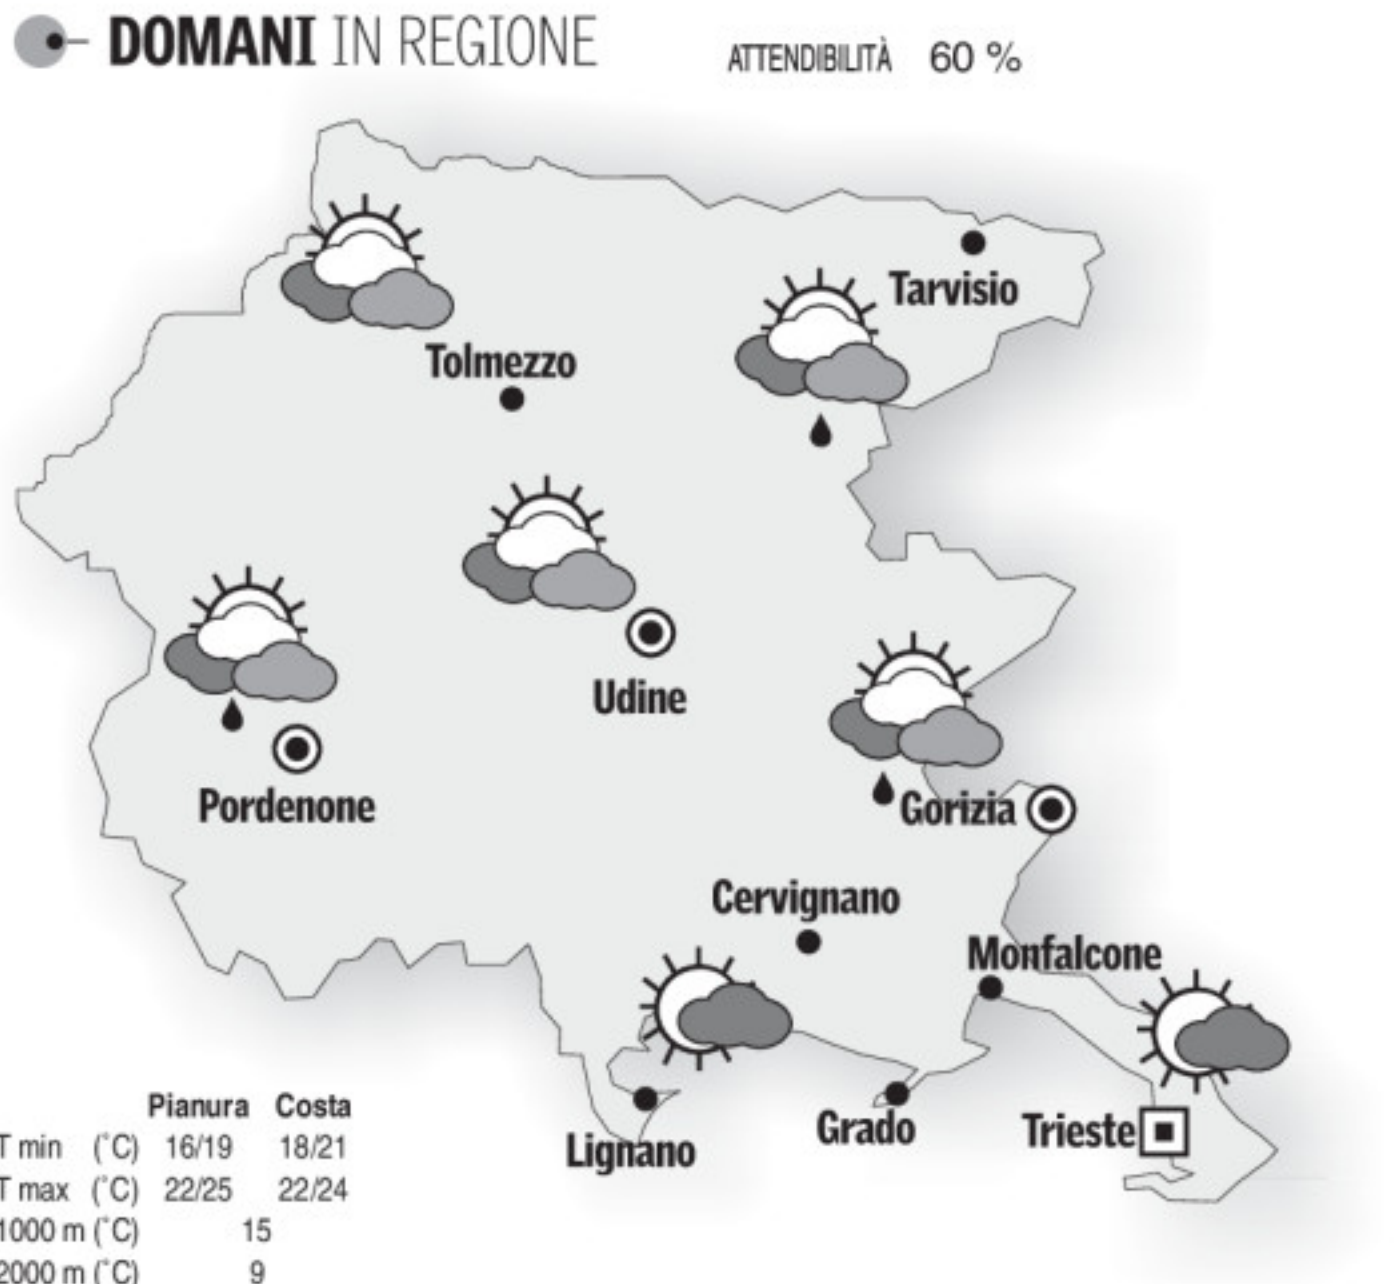 DOMANI IN REGIONE
ATTENDIBILITÀ 60 %
Tarvisio
Tolmezzo
Udine
Pordenone
Gorizia
Cervignano
Monfalcone
Lignano
Grado
Trieste
Pianura Costa
T min (°C) 16/19 18/21
T max (°C) 22/25 22/24
1000 m (°C) 15
2000 m (°C) 9